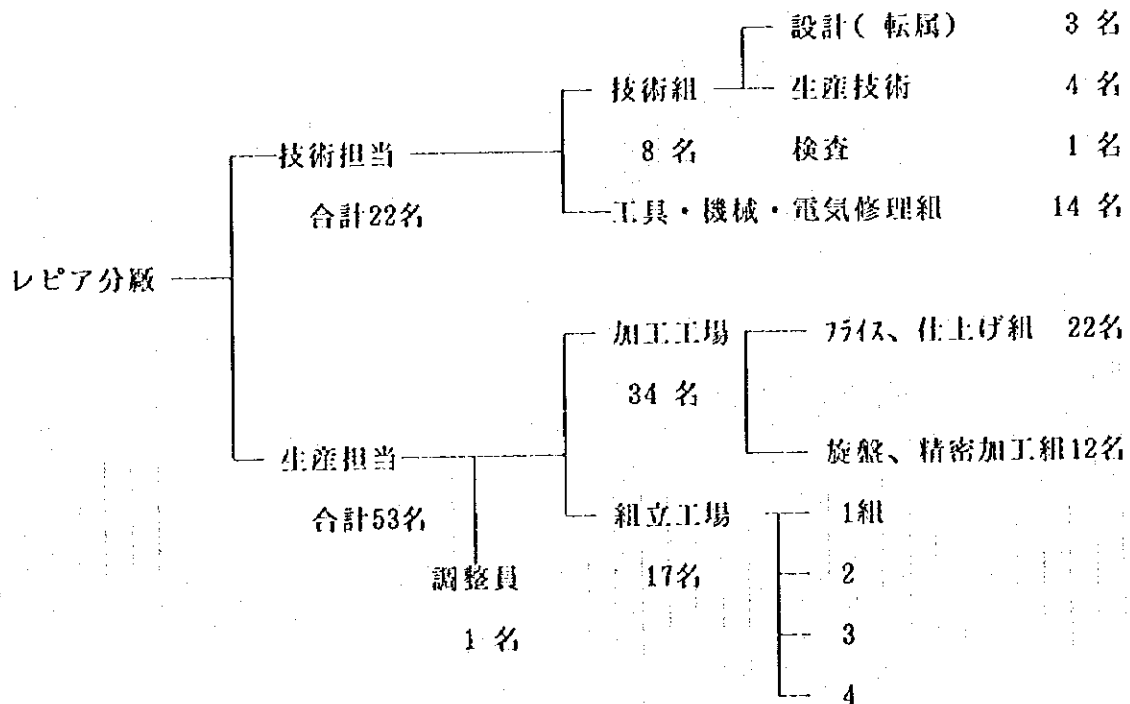 設計( 転属) 3 名
技術組 生産技術 4 名
技術担当 8 名 検査 1 名
合計22名 工具・機械・電気修理組 14 名
レピア分廠
加工工場 フライス、仕上げ組 22名
34 名
生産担当 旋盤、精密加工組12名
合計53名 組立工場 1組
調整員 17名 2
1 名 3
4